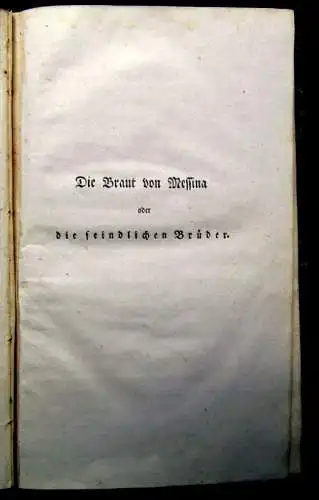 Die Braut von Messina
oder
die feindlichen Brüder.